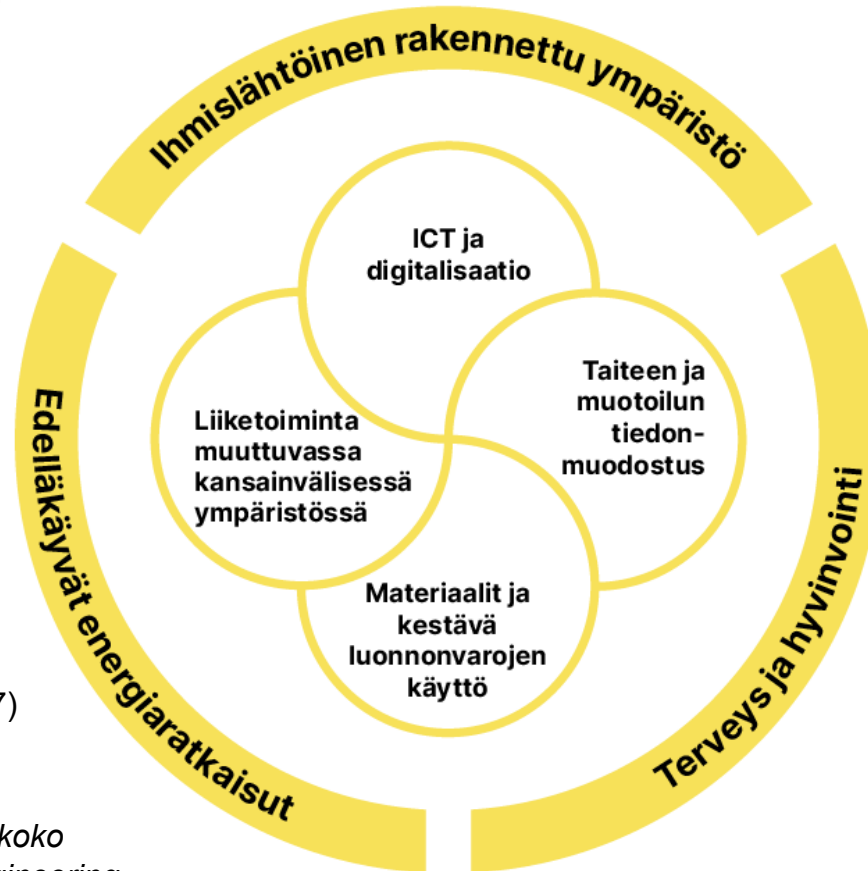 Ihmislähtöinen rakennettu ympäristö
ICT ja
digitalisaatio
Taiteen ja
muotoilun
tiedon-
muodostus
Liiketoiminta
muuttuvassa
kansainvälisessä
ympäristössä
Materiaalit ja
kestävä
luonnonvarojen
käyttö
Edelläkäyvät energiaratkaisut
Terveys ja hyvinvointi
7)
koko